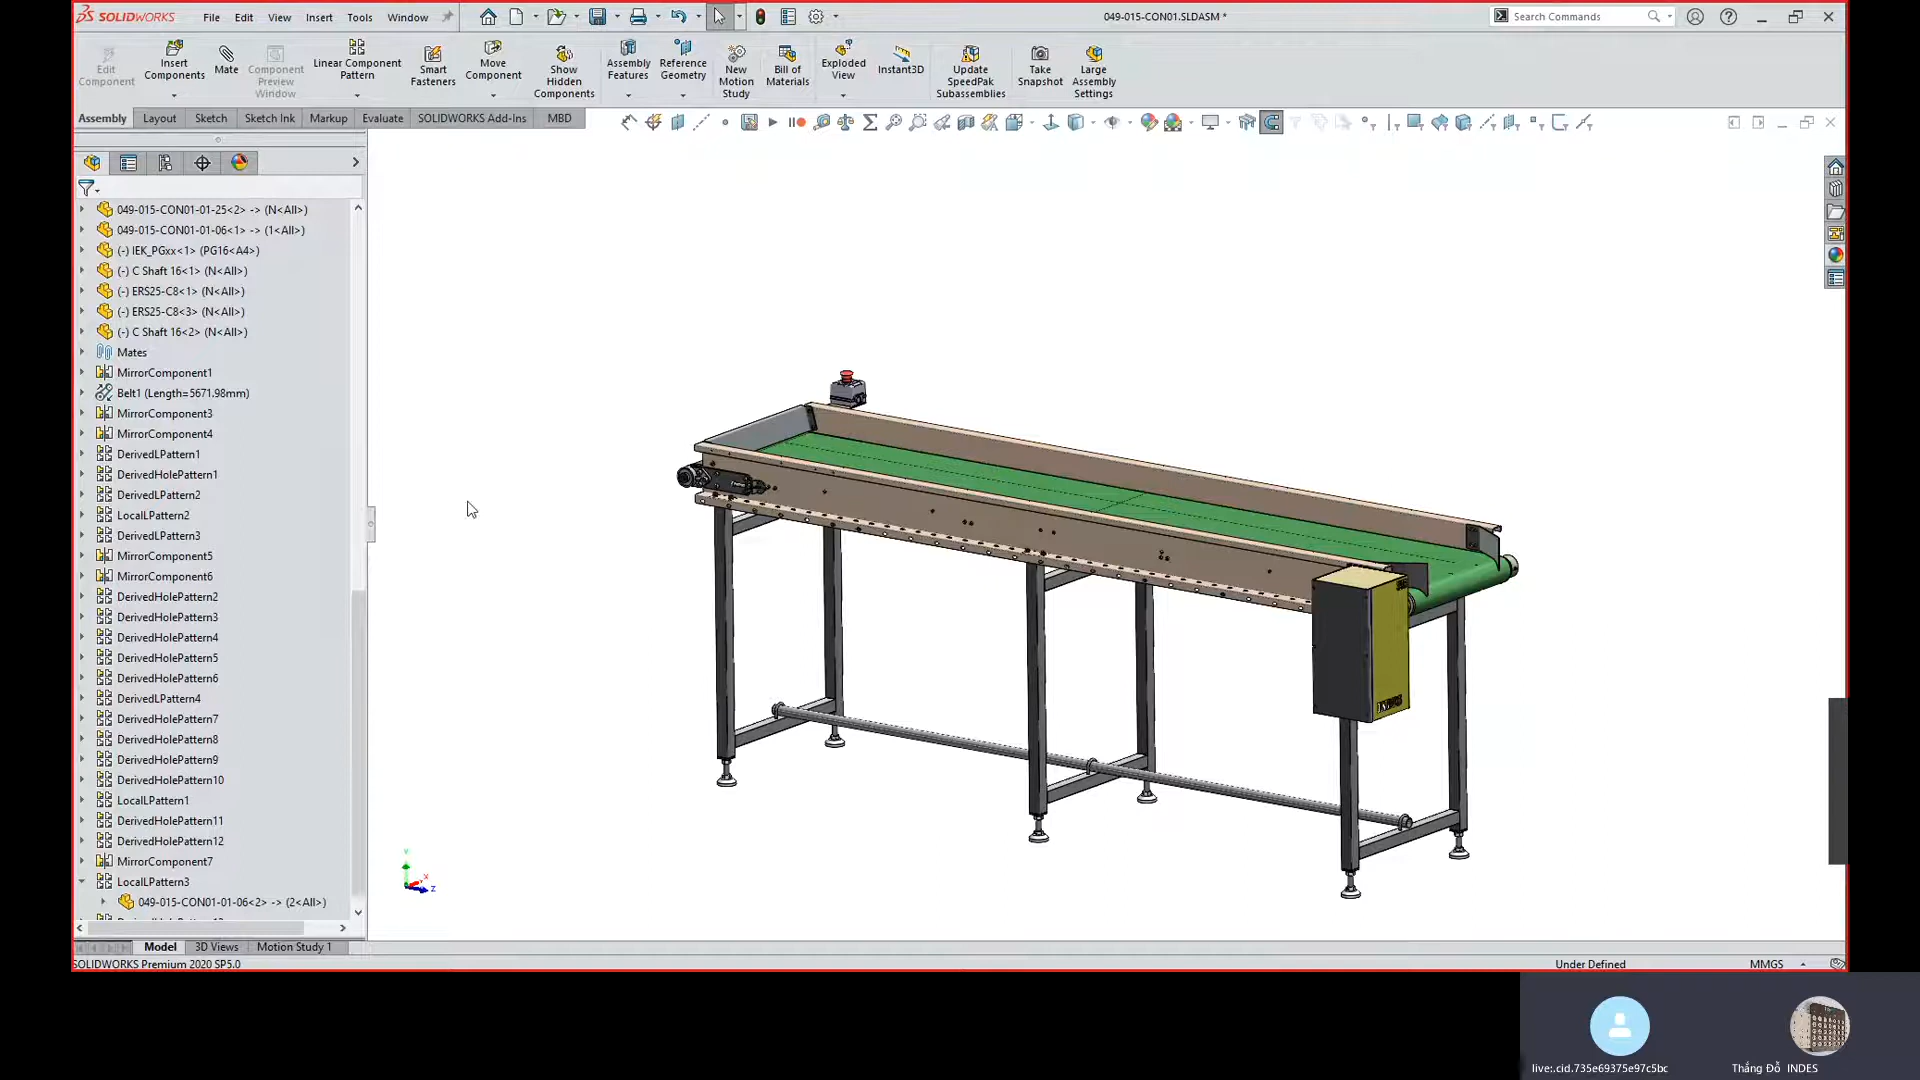 SOLIDWORKS File Edit View Insert Tools Window
049-015-CON01.SLDASM *
Search Commands
Edit Component
Insert Components
Mate
Component Preview Window
Linear Component Pattern
Smart Fasteners
Move Component
Show Hidden Components
Assembly Features
Reference Geometry
New Motion Study
Bill of Materials
Exploded View
Instant3D
Update SpeedPak Subassemblies
Take Snapshot
Large Assembly Settings
Assembly Layout Sketch Sketch Ink Markup Evaluate SOLIDWORKS Add-Ins MBD
049-015-CON01-01-25<2> -> (N<All>)
049-015-CON01-01-06<1> -> (1<All>)
(-) IEK_PGxx<1> (PG16<A4>)
(-) C Shaft 16<1> (N<All>)
(-) ERS25-C8<1> (N<All>)
(-) ERS25-C8<3> (N<All>)
(-) C Shaft 16<2> (N<All>)
Mates
MirrorComponent1
Belt1 (Length=5671.98mm)
MirrorComponent3
MirrorComponent4
DerivedLPattern1
DerivedHolePattern1
DerivedLPattern2
LocalLPattern2
DerivedLPattern3
MirrorComponent5
MirrorComponent6
DerivedHolePattern2
DerivedHolePattern3
DerivedHolePattern4
DerivedHolePattern5
DerivedHolePattern6
DerivedLPattern4
DerivedHolePattern7
DerivedHolePattern8
DerivedHolePattern9
DerivedHolePattern10
LocalLPattern1
DerivedHolePattern11
DerivedHolePattern12
MirrorComponent7
LocalLPattern3
049-015-CON01-01-06<2> -> (2<All>)
Y
X
Z
Model 3D Views Motion Study 1
SOLIDWORKS Premium 2020 SP5.0
Under Defined
MMGS
live:.cid.735e69375e97c5bc
Thắng Đỗ INDES